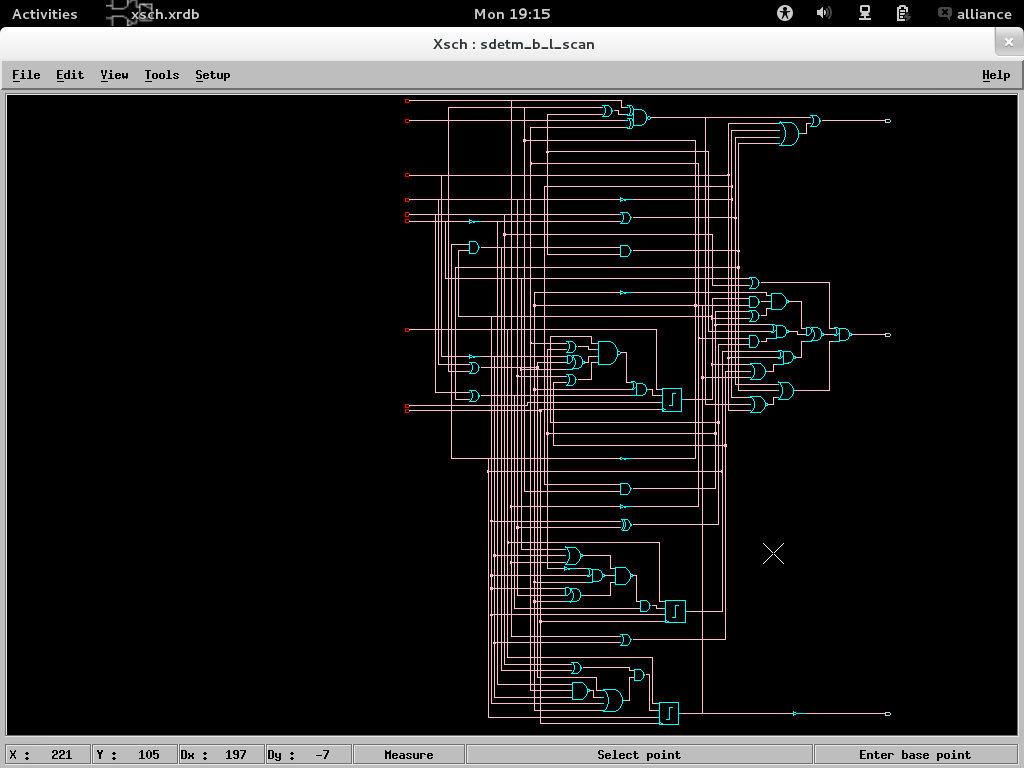 Activities xsch.xrdb Mon 19:15 alliance
Xsch : sdetm_b_l_scan
File Edit View Tools Setup Help
X : 221 Y : 105 Dx : 197 Dy : -7 Measure Select point Enter base point